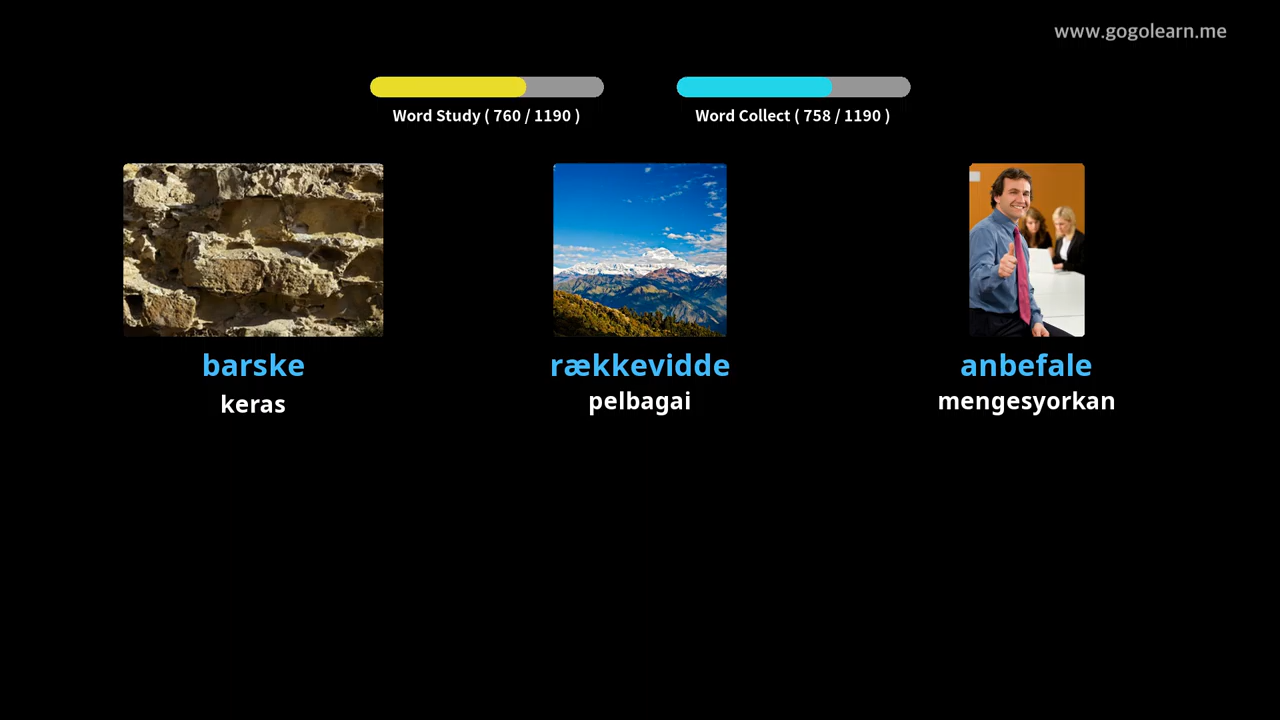 www.gogolearn.me
Word Study ( 760 / 1190 )
Word Collect ( 758 / 1190 )
barske
keras
rækkevidde
pelbagai
anbefale
mengesyorkan